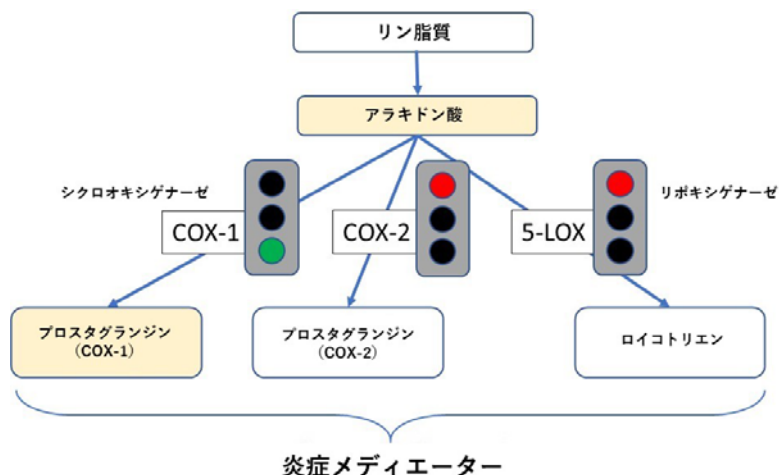 リン脂質
アラキドン酸
シクロオキシゲナーゼ
リポキシゲナーゼ
COX-1
COX-2
5-LOX
プロスタグランジン
(COX-1)
プロスタグランジン
(COX-2)
ロイコトリエン
炎症メディエーター